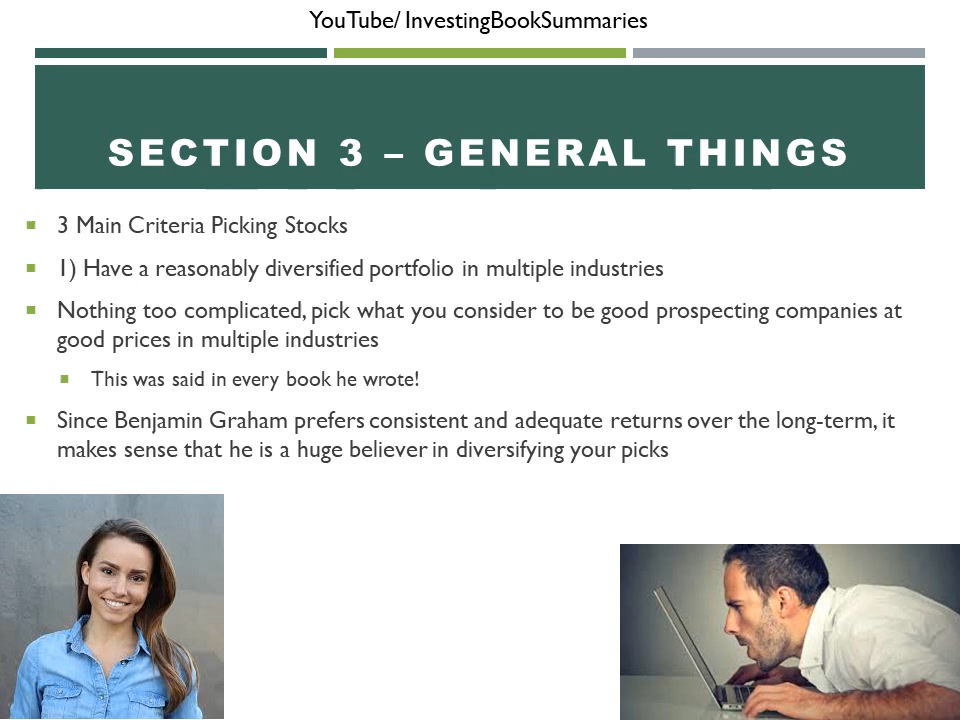 YouTube/ InvestingBookSummaries
SECTION 3 – GENERAL THINGS
3 Main Criteria Picking Stocks
1) Have a reasonably diversified portfolio in multiple industries
Nothing too complicated, pick what you consider to be good prospecting companies at
good prices in multiple industries
This was said in every book he wrote!
Since Benjamin Graham prefers consistent and adequate returns over the long-term, it
makes sense that he is a huge believer in diversifying your picks